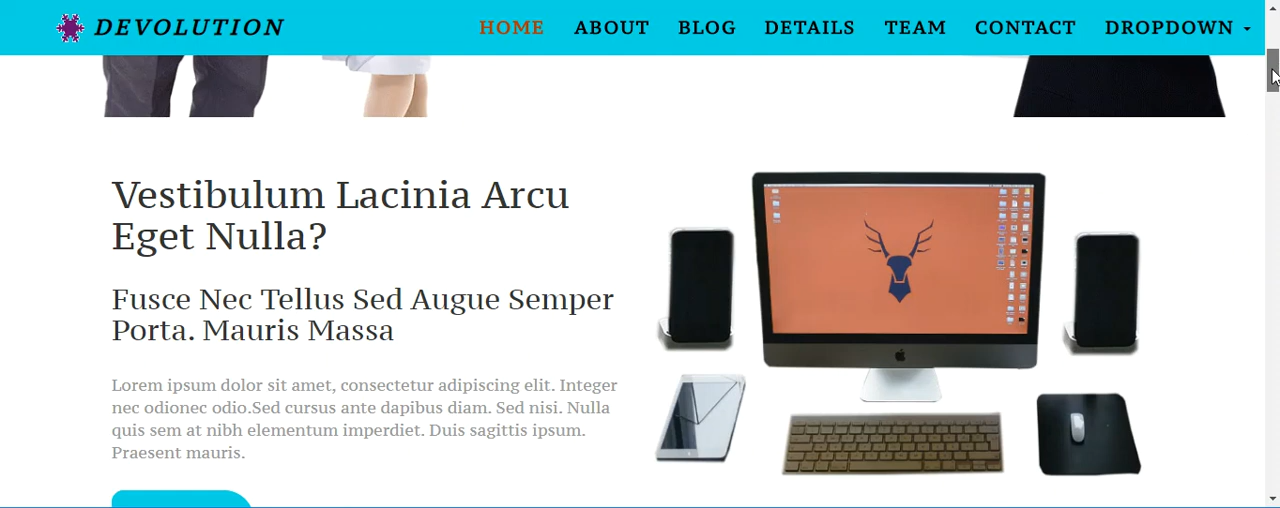 DEVOLUTION
HOME ABOUT BLOG DETAILS TEAM CONTACT DROPDOWN
Vestibulum Lacinia Arcu
Eget Nulla?
Fusce Nec Tellus Sed Augue Semper
Porta. Mauris Massa
Lorem ipsum dolor sit amet, consectetur adipiscing elit. Integer
nec odionec odio.Sed cursus ante dapibus diam. Sed nisi. Nulla
quis sem at nibh elementum imperdiet. Duis sagittis ipsum.
Praesent mauris.